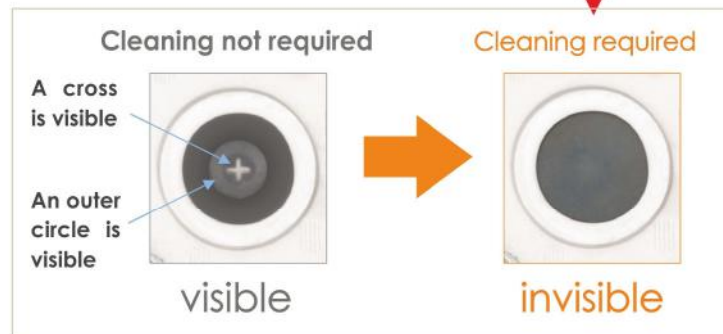 Cleaning not required
Cleaning required
A cross
is visible
An outer
circle is
visible
visible
invisible